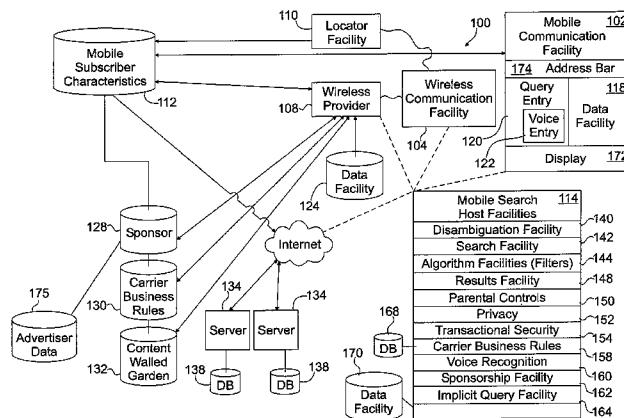 110
Locator
Facility
100
Mobile
Subscriber
Characteristics
112
Wireless
Provider
108
Wireless
Communication
Facility
104
Mobile 102
Communication
Facility
174 Address Bar
Query
Entry
Voice
Entry
118
Data
Facility
120
122
Display 172
Data
Facility
124
128
Sponsor
Internet
175
Advertiser
Data
130
Carrier
Business
Rules
132
Content
Walled
Garden
134
134
Server
Server
DB
DB
138
138
168
DB
170
Data
Facility
Mobile Search 114
Host Facilities
140
Disambiguation Facility
142
Search Facility
144
Algorithm Facilities (Filters)
148
Results Facility
150
Parental Controls
152
Privacy
154
Transactional Security
158
Carrier Business Rules
160
Voice Recognition
162
Sponsorship Facility
164
Implicit Query Facility